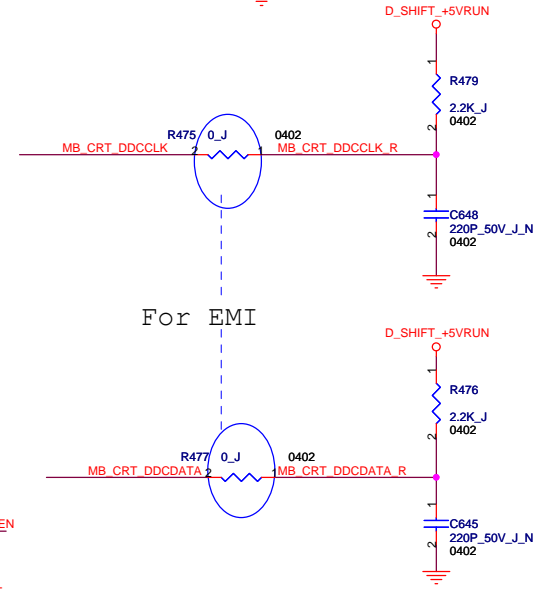 D_SHIFT_+5VRUN
1
R479
2.2K_J
2
0402
R475 0_J 0402
MB_CRT_DDCCLK 2 1 MB_CRT_DDCCLK_R
1
C648
220P_50V_J_N
2
0402
For EMI
D_SHIFT_+5VRUN
1
R476
2.2K_J
2
0402
R477 0_J 0402
MB_CRT_DDCDATA 2 1 MB_CRT_DDCDATA_R
1
EN
C645
220P_50V_J_N
2
0402